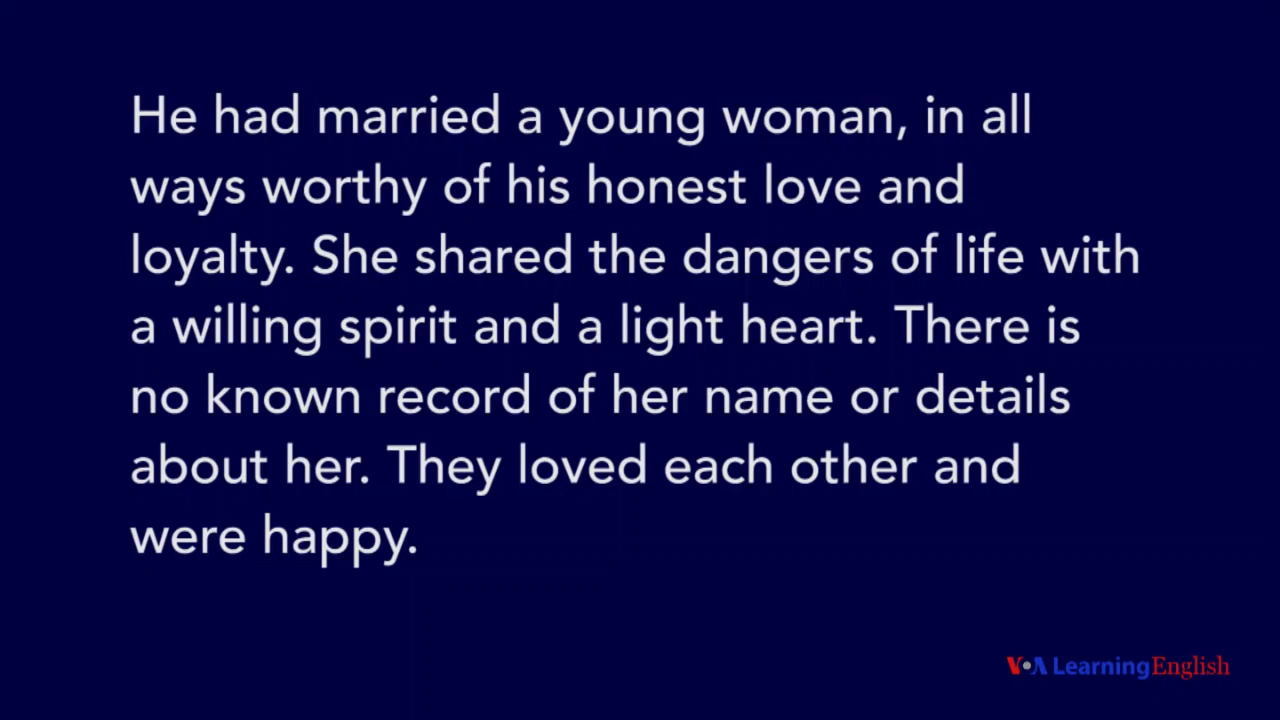 He had married a young woman, in all
ways worthy of his honest love and
loyalty. She shared the dangers of life with
a willing spirit and a light heart. There is
no known record of her name or details
about her. They loved each other and
were happy.
VOA Learning English